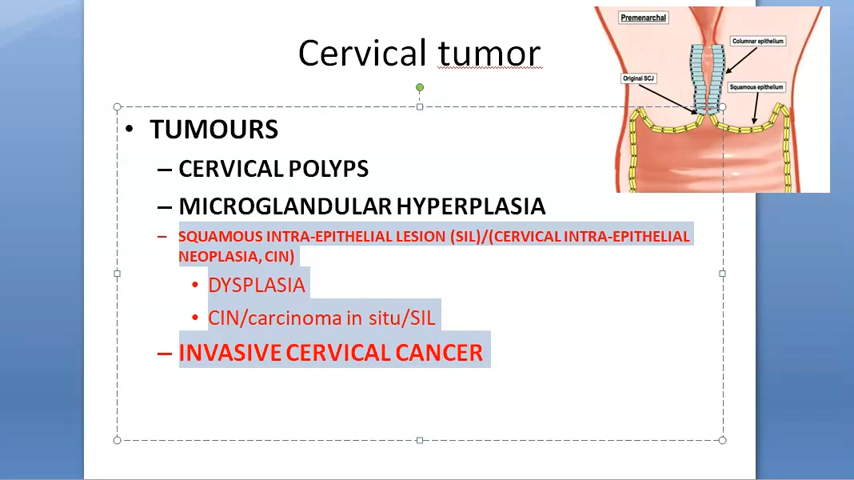 Cervical tumor
Premenarchal
Columnar epithelium
Original SCJ
Squamous epithelium
• TUMOURS
– CERVICAL POLYPS
– MICROGLANDULAR HYPERPLASIA
– SQUAMOUS INTRA-EPITHELIAL LESION (SIL)/(CERVICAL INTRA-EPITHELIAL
NEOPLASIA, CIN)
• DYSPLASIA
• CIN/carcinoma in situ/SIL
– INVASIVE CERVICAL CANCER